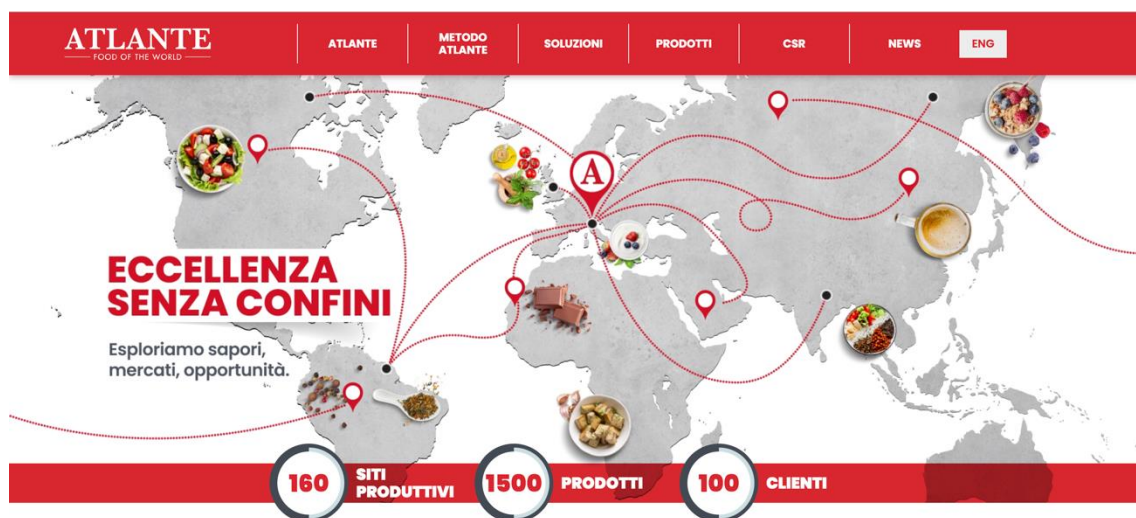 ATLANTE
FOOD OF THE WORLD
ATLANTE
METODO
ATLANTE
SOLUZIONI
PRODOTTI
CSR
NEWS
ENG
A
ECCELLENZA
SENZA CONFINI
Esploriamo sapori,
mercati, opportunità.
160
SITI
PRODUTTIVI
1500
PRODOTTI
100
CLIENTI